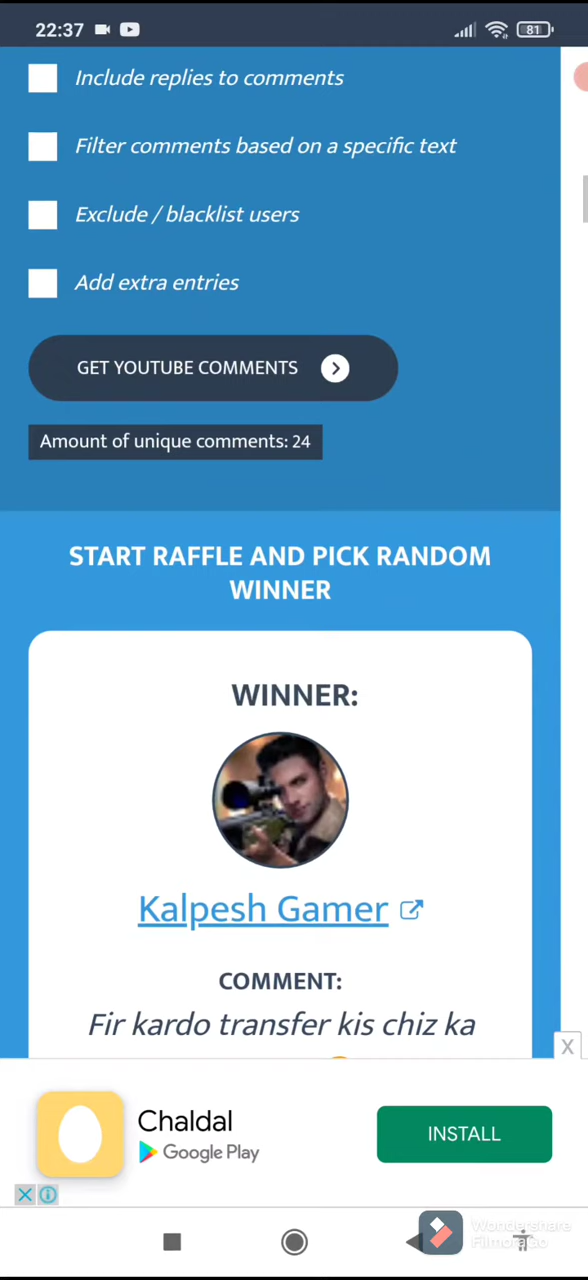 22:37
81
Include replies to comments
Filter comments based on a specific text
Exclude / blacklist users
Add extra entries
GET YOUTUBE COMMENTS
Amount of unique comments: 24
START RAFFLE AND PICK RANDOM
WINNER
WINNER:
Kalpesh Gamer
COMMENT:
Fir kardo transfer kis chiz ka
X
Chaldal
Google Play
INSTALL
Wondershare